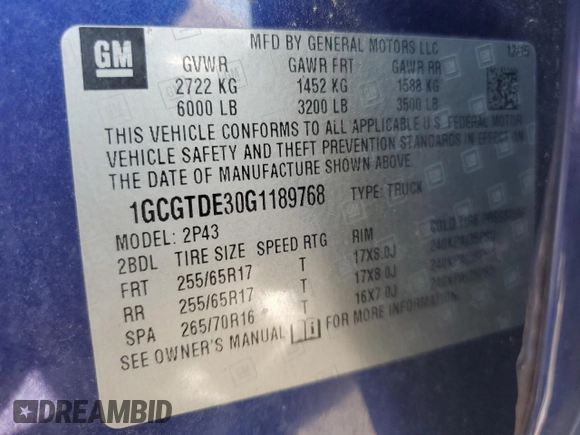 GM
MFD BY GENERAL MOTORS LLC 12/15
GVWR GAWR FRT GAWR RR
2722 KG 1452 KG 1588 KG
6000 LB 3200 LB 3500 LB
THIS VEHICLE CONFORMS TO ALL APPLICABLE U.S. FEDERAL MOTOR
VEHICLE SAFETY AND THEFT PREVENTION STANDARDS IN EFFECT ON
THE DATE OF MANUFACTURE SHOWN ABOVE.
1GCGTDE30G1189768 TYPE: TRUCK
MODEL: 2P43
2BDL TIRE SIZE SPEED RTG RIM
FRT 255/65R17 T 17X8.0J
RR 255/65R17 T 17X8.0J
SPA 265/70R16 T 16X7.0J
SEE OWNER'S MANUAL FOR MORE INFORMATION
DREAMBID